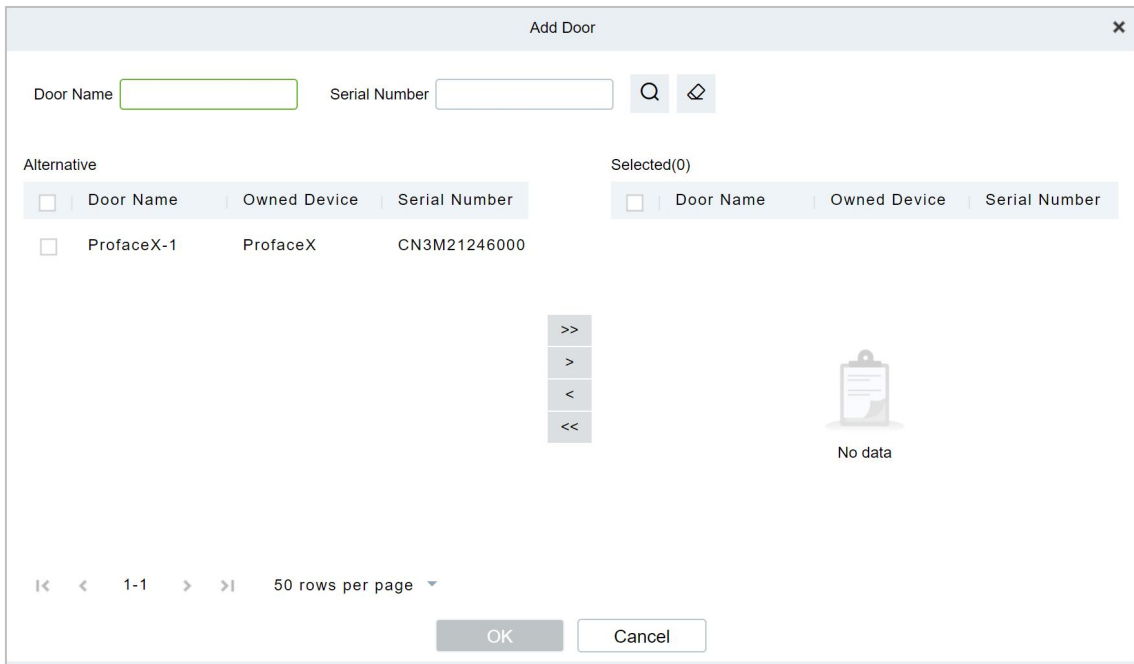 Add Door
Door Name Serial Number
Alternative Selected(0)
Door Name Owned Device Serial Number Door Name Owned Device Serial Number
ProfaceX-1 ProfaceX CN3M21246000
>>
>
<
<<
No data
1-1 50 rows per page
OK Cancel